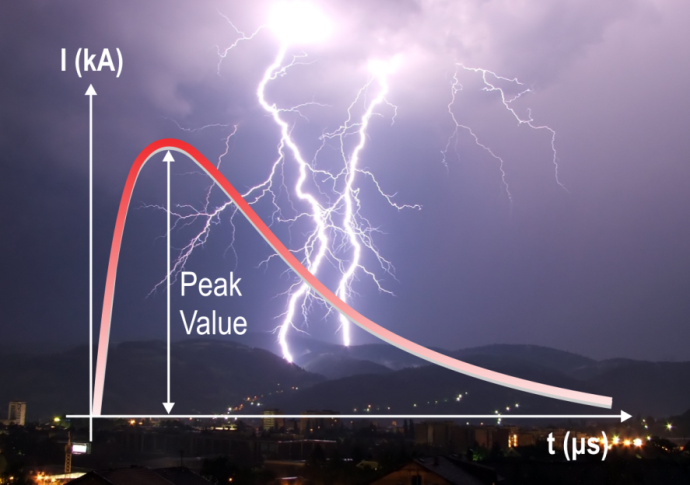 I (kA)
Peak
Value
t (µs)